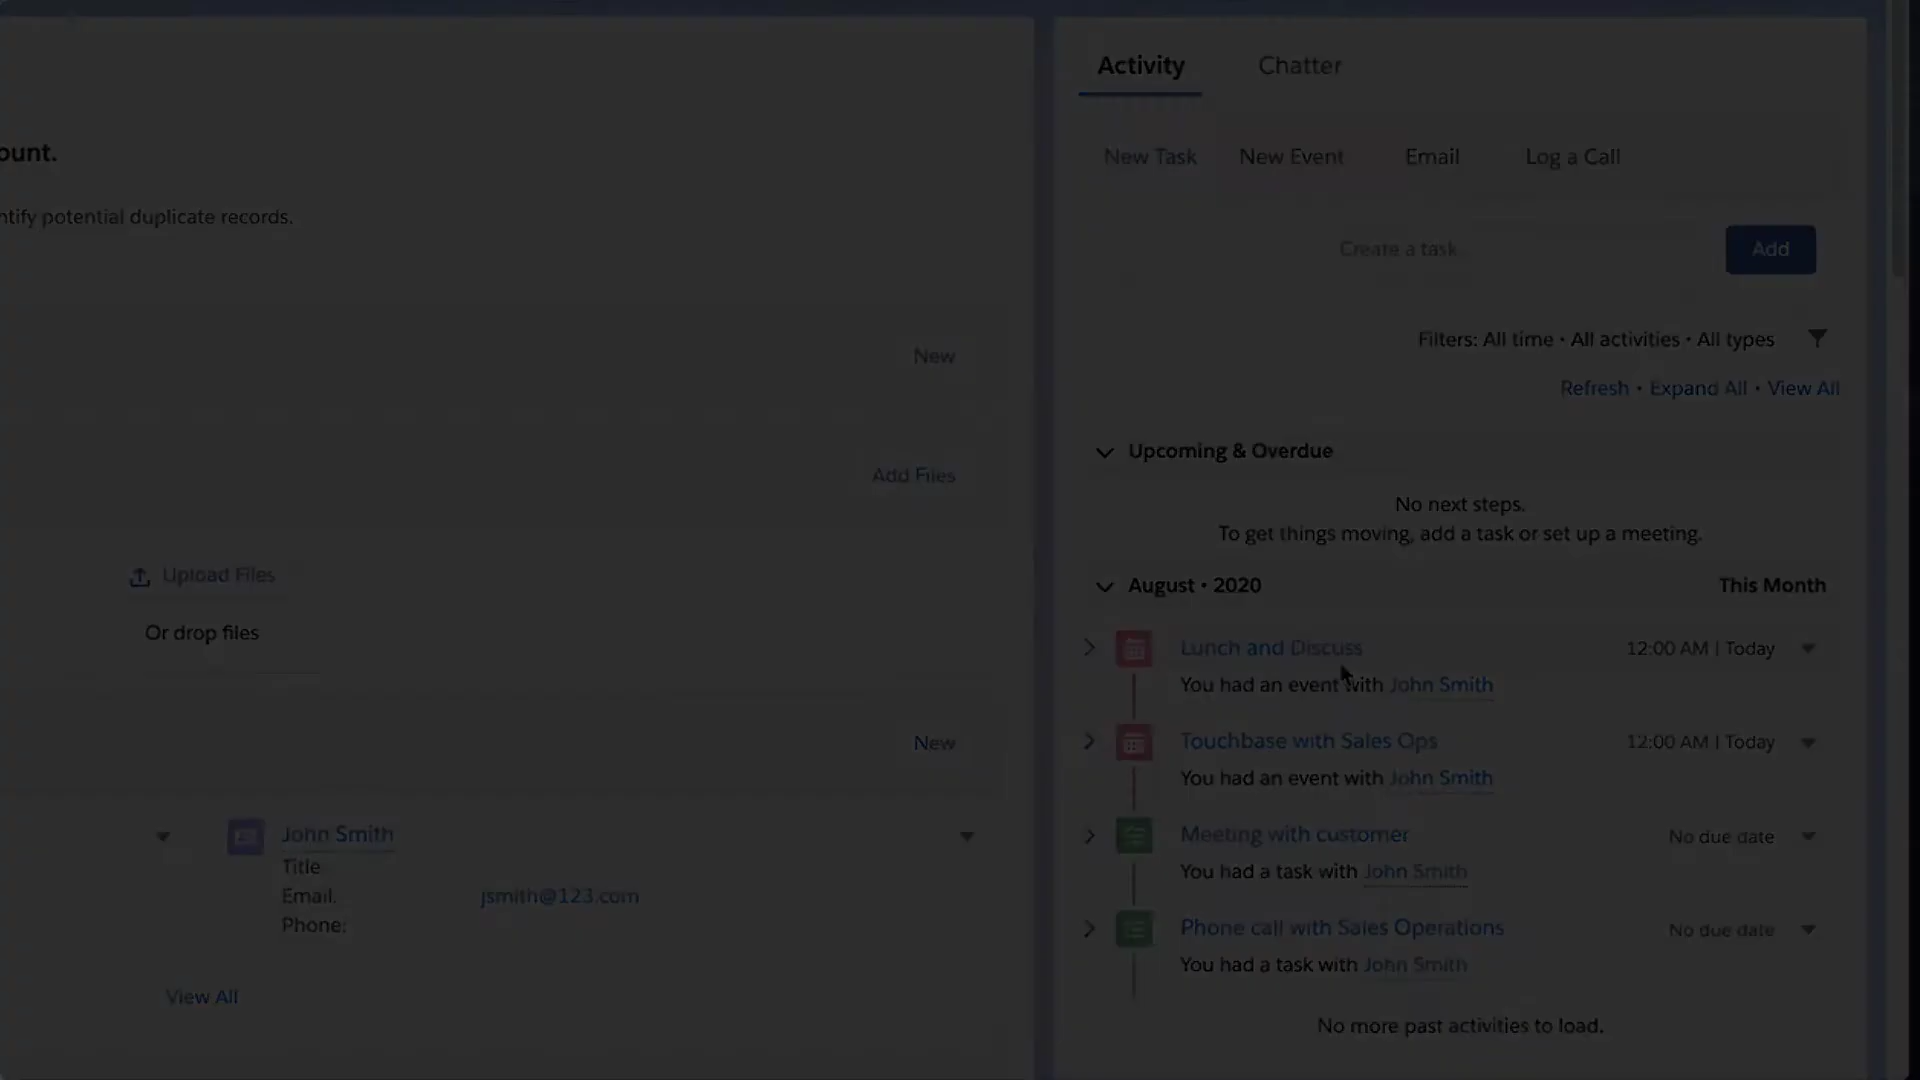 ount.
ntify potential duplicate records.
New
Add Files
Upload Files
Or drop files
New
John Smith
Title
Email.
jsmith@123.com
Phone:
View All
Activity
Chatter
New Task
New Event
Email
Log a Call
Create a task
Add
Filters: All time • All activities • All types
Refresh • Expand All • View All
Upcoming & Overdue
No next steps.
To get things moving, add a task or set up a meeting.
August • 2020
This Month
Lunch and Discuss
12:00 AM | Today
You had an event with John Smith
Touchbase with Sales Ops
12:00 AM | Today
You had an event with John Smith
Meeting with customer
No due date
You had a task with John Smith
Phone call with Sales Operations
No due date
You had a task with John Smith
No more past activities to load.